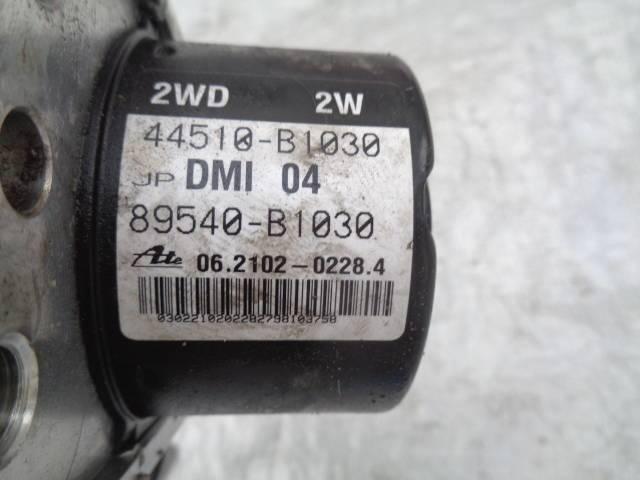 2WD 2W
44510-B1030
JP DMI 04
89540-B1030
Ate 06.2102-0228.4